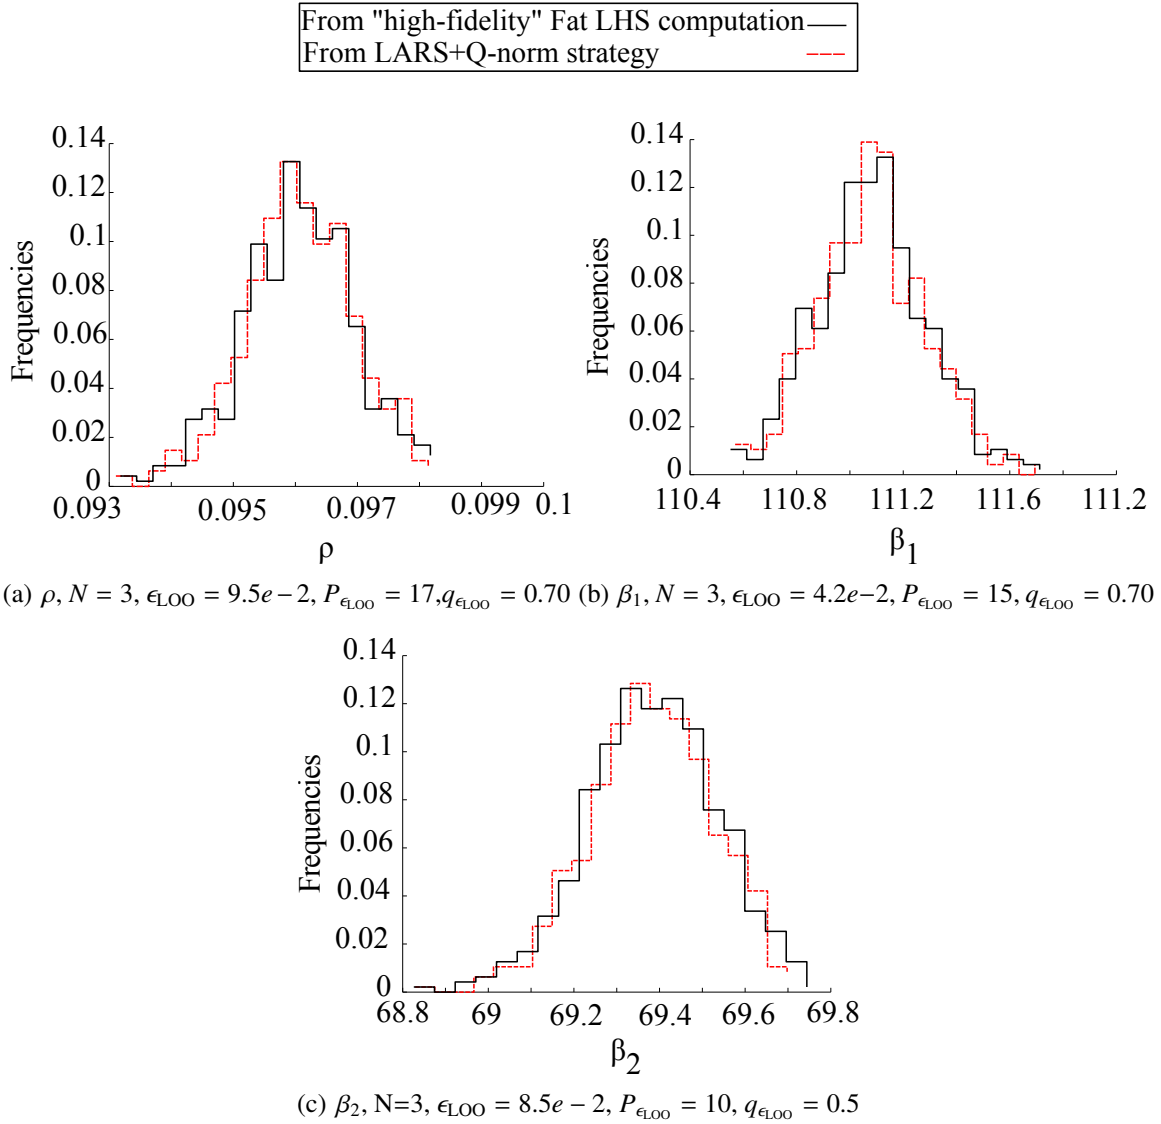 From "high-fidelity" Fat LHS computation
From LARS+Q-norm strategy
0.14
0.12
0.1
0.08
0.06
0.04
0.02
0
Frequencies
0.093 0.095 0.097 0.099 0.1
ρ
0.14
0.12
0.1
0.08
0.06
0.04
0.02
0
Frequencies
110.4 110.8 111.2 111.6 111.2
β1
(a) ρ, N = 3, ϵLOO = 9.5e−2, PϵLOO = 17,qϵLOO = 0.70 (b) β1, N = 3, ϵLOO = 4.2e−2, PϵLOO = 15, qϵLOO = 0.70
0.14
0.12
0.1
0.08
0.06
0.04
0.02
0
Frequencies
68.8 69 69.2 69.4 69.6 69.8
β2
(c) β2, N=3, ϵLOO = 8.5e − 2, PϵLOO = 10, qϵLOO = 0.5